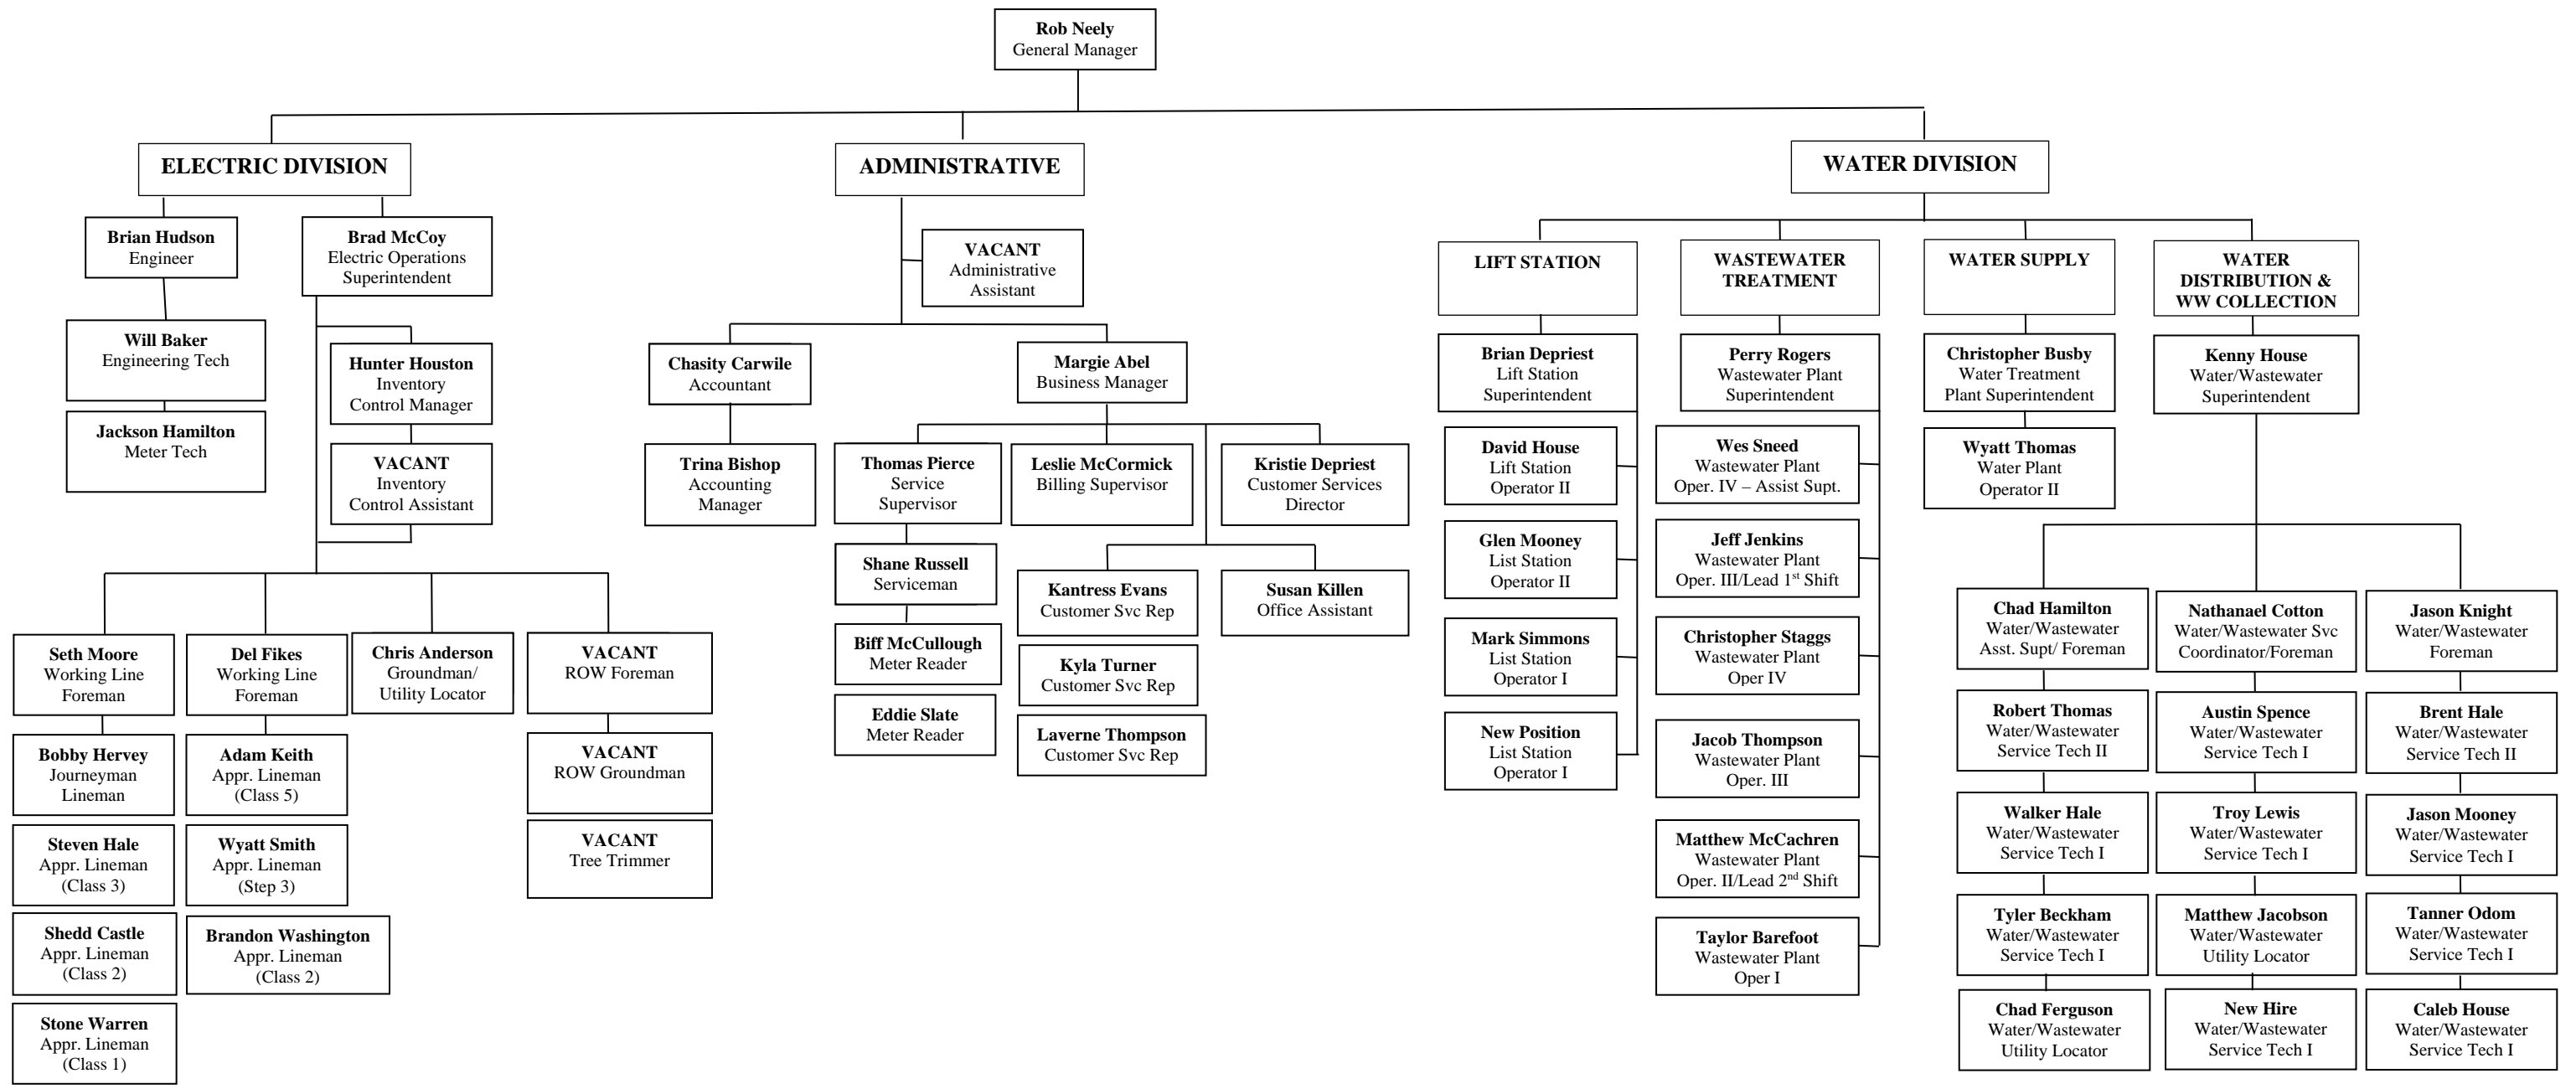 Rob Neely
General Manager
ELECTRIC DIVISION
Brian Hudson
Engineer
Will Baker
Engineering Tech
Jackson Hamilton
Meter Tech
Brad McCoy
Electric Operations
Superintendent
Hunter Houston
Inventory
Control Manager
VACANT
Inventory
Control Assistant
Seth Moore
Working Line
Foreman
Bobby Hervey
Journeyman
Lineman
Steven Hale
Appr. Lineman
(Class 3)
Shedd Castle
Appr. Lineman
(Class 2)
Stone Warren
Appr. Lineman
(Class 1)
Del Fikes
Working Line
Foreman
Adam Keith
Appr. Lineman
(Class 5)
Wyatt Smith
Appr. Lineman
(Step 3)
Brandon Washington
Appr. Lineman
(Class 2)
Chris Anderson
Groundman/
Utility Locator
VACANT
ROW Foreman
VACANT
ROW Groundman
VACANT
Tree Trimmer
ADMINISTRATIVE
VACANT
Administrative
Assistant
Chasity Carwile
Accountant
Trina Bishop
Accounting
Manager
Margie Abel
Business Manager
Thomas Pierce
Service
Supervisor
Shane Russell
Serviceman
Biff McCullough
Meter Reader
Eddie Slate
Meter Reader
Leslie McCormick
Billing Supervisor
Kristie Depriest
Customer Services
Director
Kantress Evans
Customer Svc Rep
Kyla Turner
Customer Svc Rep
Laverne Thompson
Customer Svc Rep
Susan Killen
Office Assistant
WATER DIVISION
LIFT STATION
Brian Depriest
Lift Station
Superintendent
David House
Lift Station
Operator II
Glen Mooney
List Station
Operator II
Mark Simmons
List Station
Operator I
New Position
List Station
Operator I
WASTEWATER
TREATMENT
Perry Rogers
Wastewater Plant
Superintendent
Wes Sneed
Wastewater Plant
Oper. IV – Assist Supt.
Jeff Jenkins
Wastewater Plant
Oper. III/Lead 1st Shift
Christopher Staggs
Wastewater Plant
Oper IV
Jacob Thompson
Wastewater Plant
Oper. III
Matthew McCachren
Wastewater Plant
Oper. II/Lead 2nd Shift
Taylor Barefoot
Wastewater Plant
Oper I
WATER SUPPLY
Christopher Busby
Water Treatment
Plant Superintendent
Wyatt Thomas
Water Plant
Operator II
WATER
DISTRIBUTION &
WW COLLECTION
Kenny House
Water/Wastewater
Superintendent
Chad Hamilton
Water/Wastewater
Asst. Supt/ Foreman
Robert Thomas
Water/Wastewater
Service Tech II
Walker Hale
Water/Wastewater
Service Tech I
Tyler Beckham
Water/Wastewater
Service Tech I
Chad Ferguson
Water/Wastewater
Utility Locator
Nathanael Cotton
Water/Wastewater Svc
Coordinator/Foreman
Austin Spence
Water/Wastewater
Service Tech I
Troy Lewis
Water/Wastewater
Service Tech I
Matthew Jacobson
Water/Wastewater
Utility Locator
New Hire
Water/Wastewater
Service Tech I
Jason Knight
Water/Wastewater
Foreman
Brent Hale
Water/Wastewater
Service Tech II
Jason Mooney
Water/Wastewater
Service Tech I
Tanner Odom
Water/Wastewater
Service Tech I
Caleb House
Water/Wastewater
Service Tech I